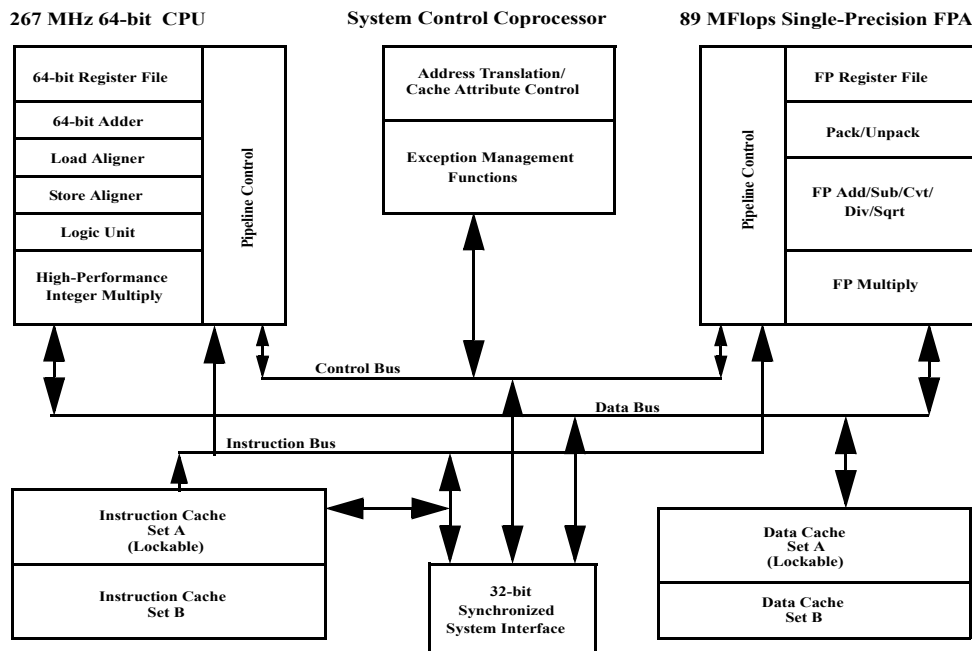 267 MHz 64-bit CPU
System Control Coprocessor
89 MFlops Single-Precision FPA
64-bit Register File
64-bit Adder
Load Aligner
Store Aligner
Logic Unit
High-Performance
Integer Multiply
Pipeline Control
Address Translation/
Cache Attribute Control
Exception Management
Functions
Pipeline Control
FP Register File
Pack/Unpack
FP Add/Sub/Cvt/
Div/Sqrt
FP Multiply
Control Bus
Data Bus
Instruction Bus
Instruction Cache
Set A
(Lockable)
Instruction Cache
Set B
32-bit
Synchronized
System Interface
Data Cache
Set A
(Lockable)
Data Cache
Set B